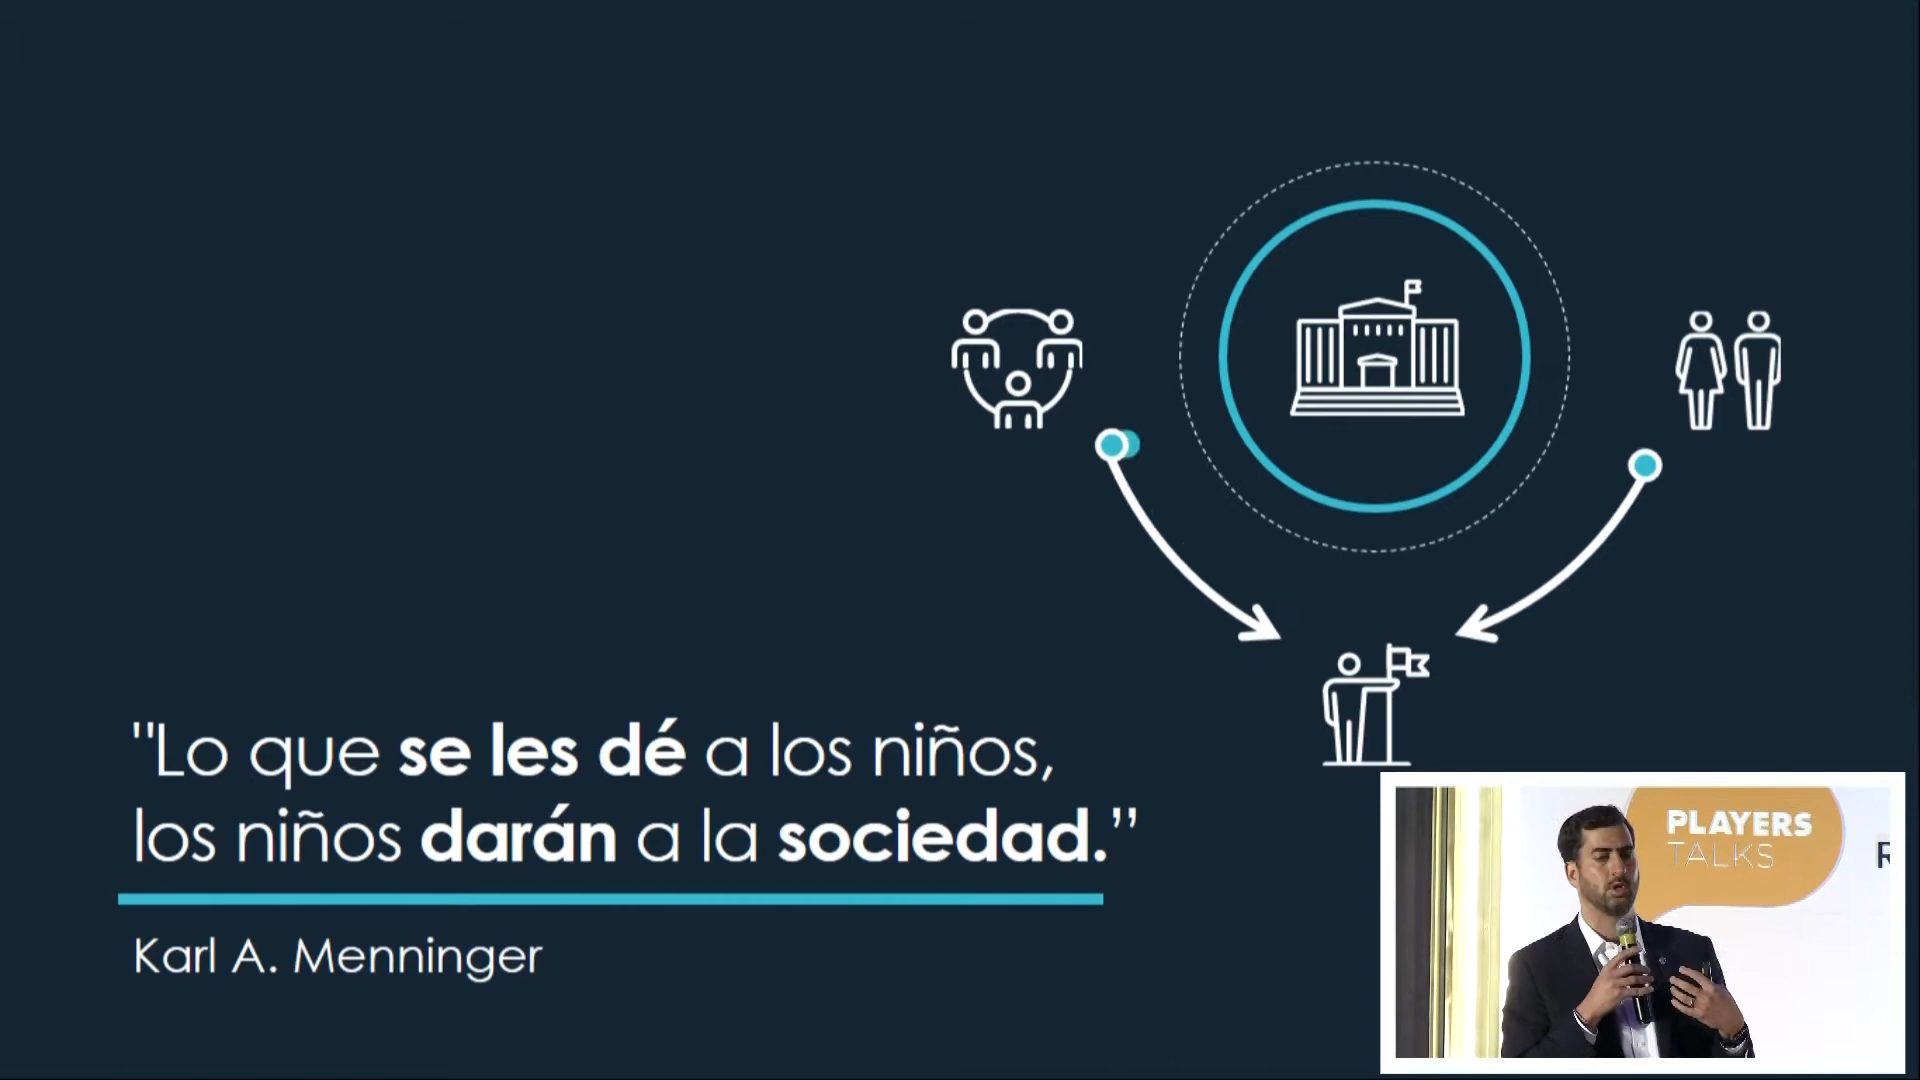 "Lo que se les dé a los niños,
los niños darán a la sociedad.”
Karl A. Menninger
PLAYERS
TALKS
R